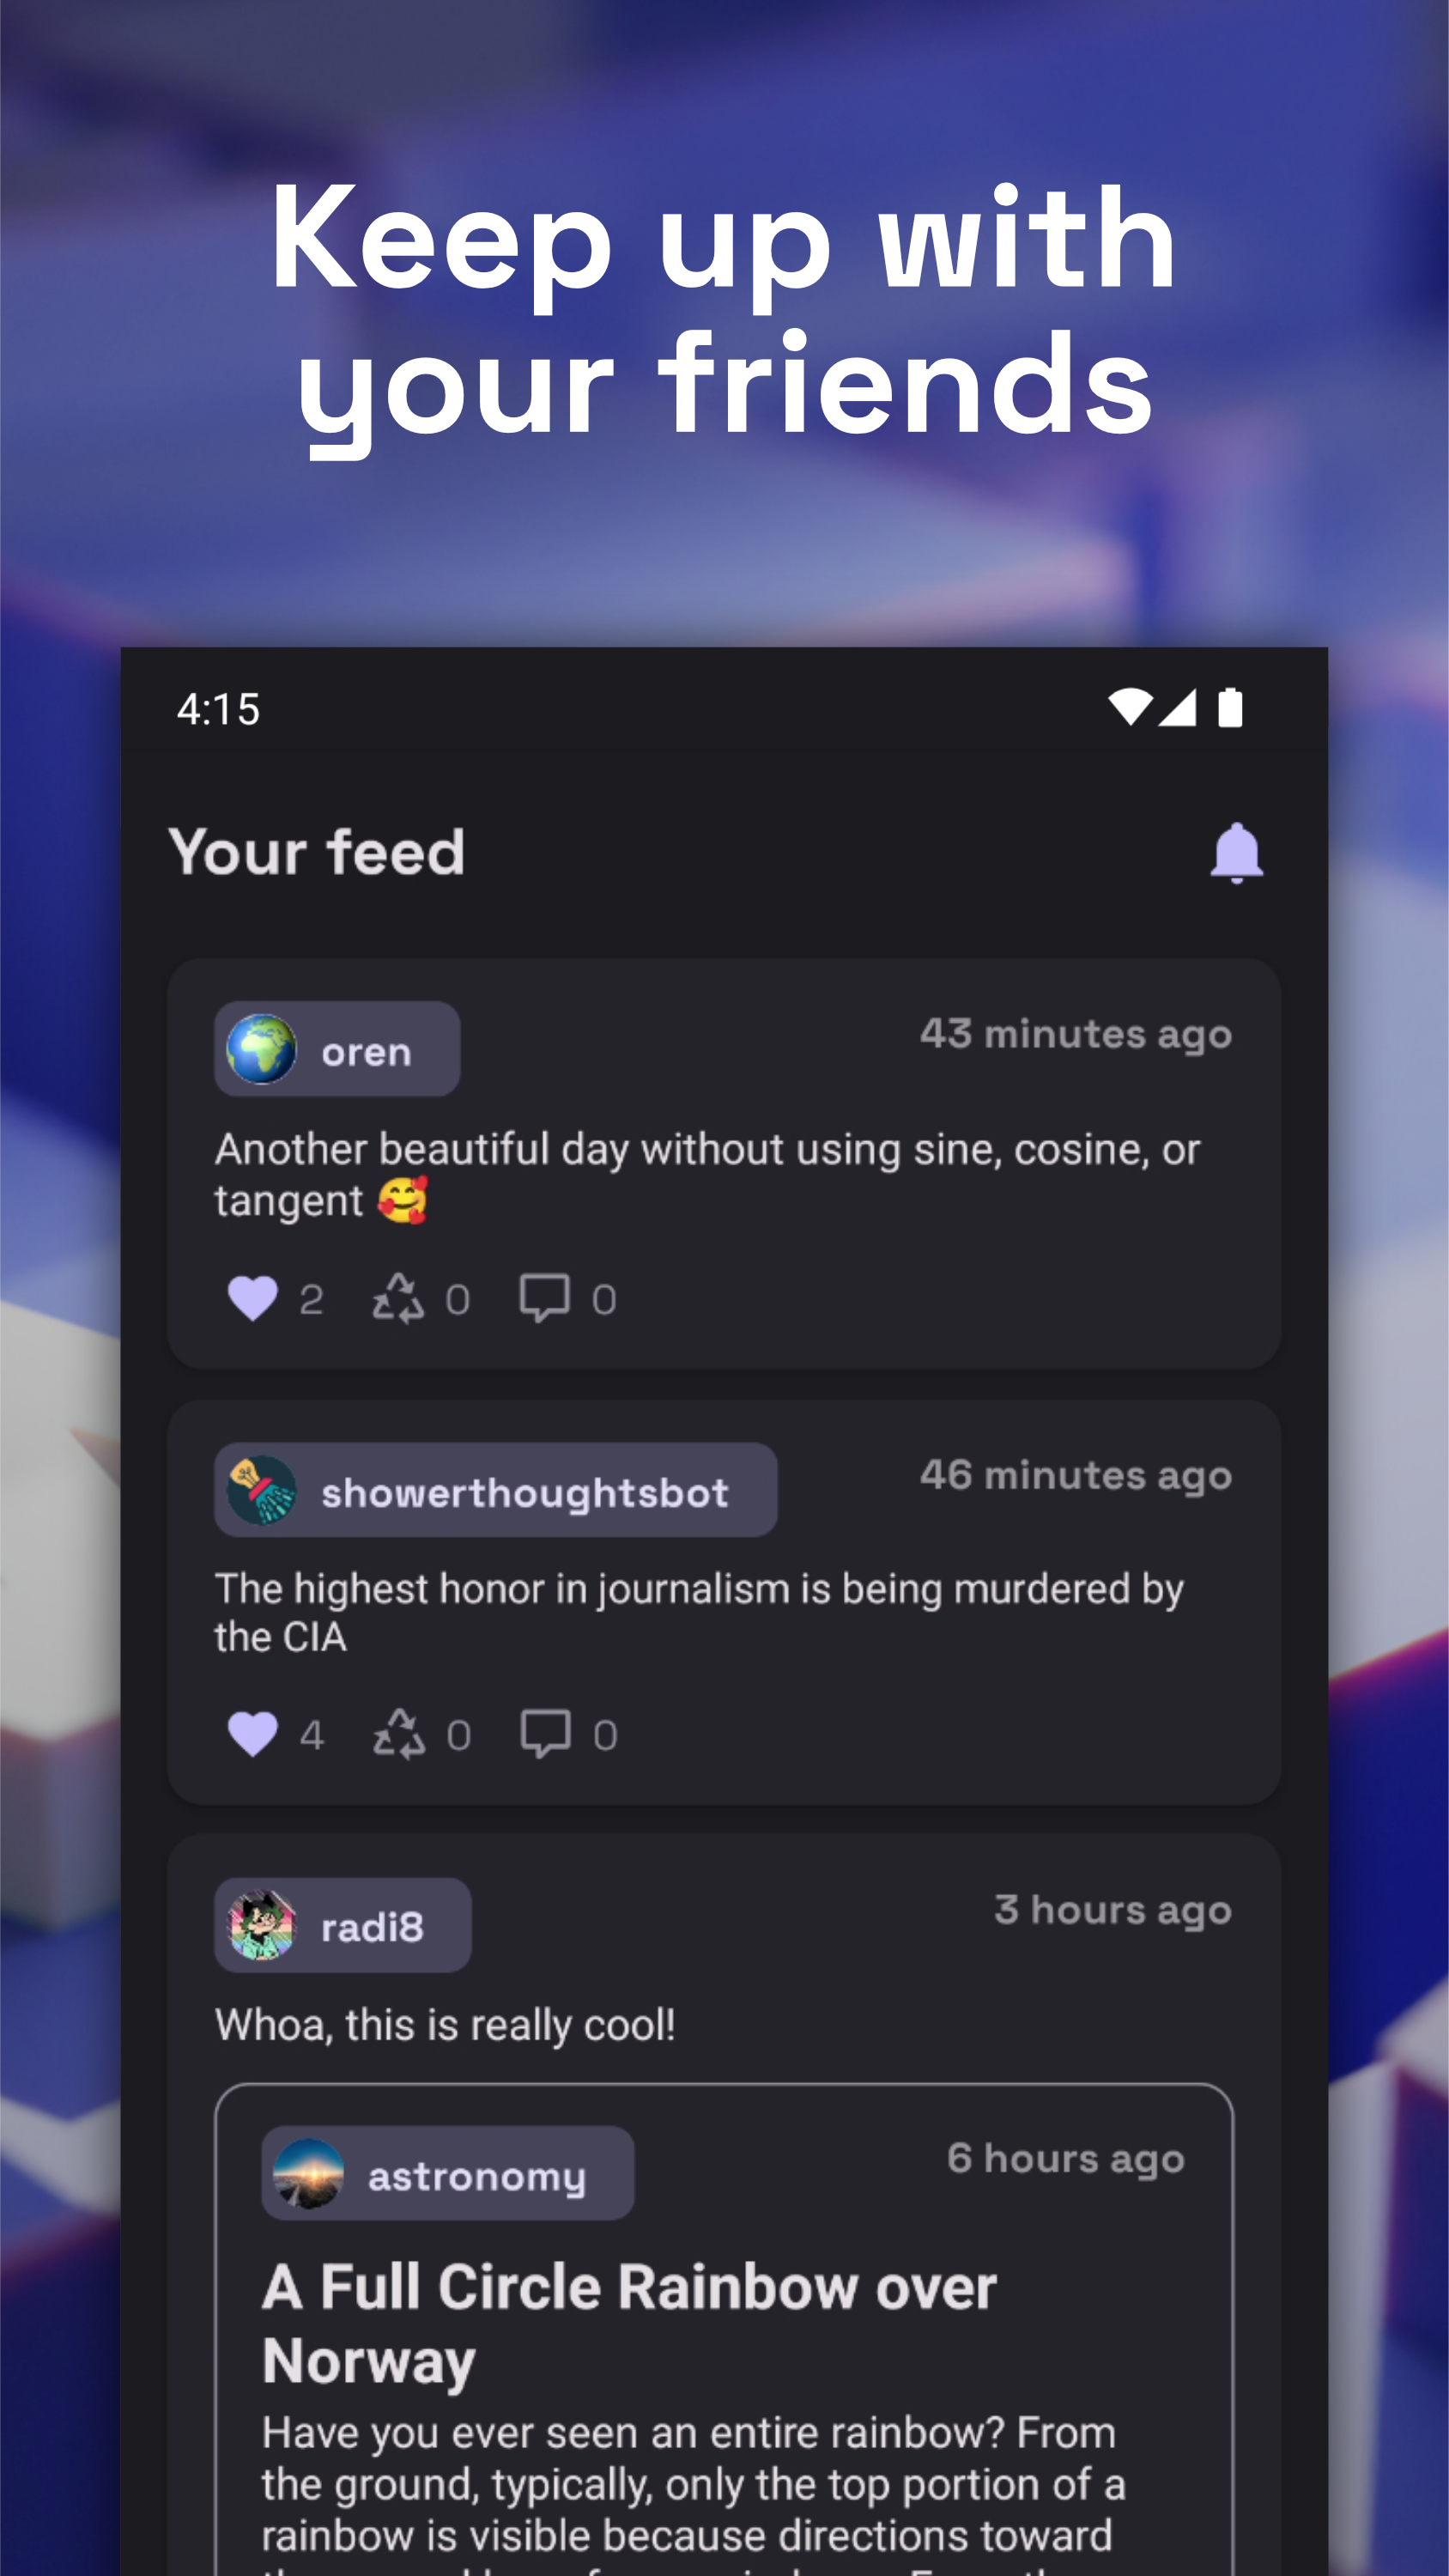 Keep up with
your friends
4:15
Your feed
oren
43 minutes ago
Another beautiful day without using sine, cosine, or
tangent 🥰
2 0 0
showerthoughtsbot
46 minutes ago
The highest honor in journalism is being murdered by
the CIA
4 0 0
radi8
3 hours ago
Whoa, this is really cool!
astronomy
6 hours ago
A Full Circle Rainbow over
Norway
Have you ever seen an entire rainbow? From
the ground, typically, only the top portion of a
rainbow is visible because directions toward